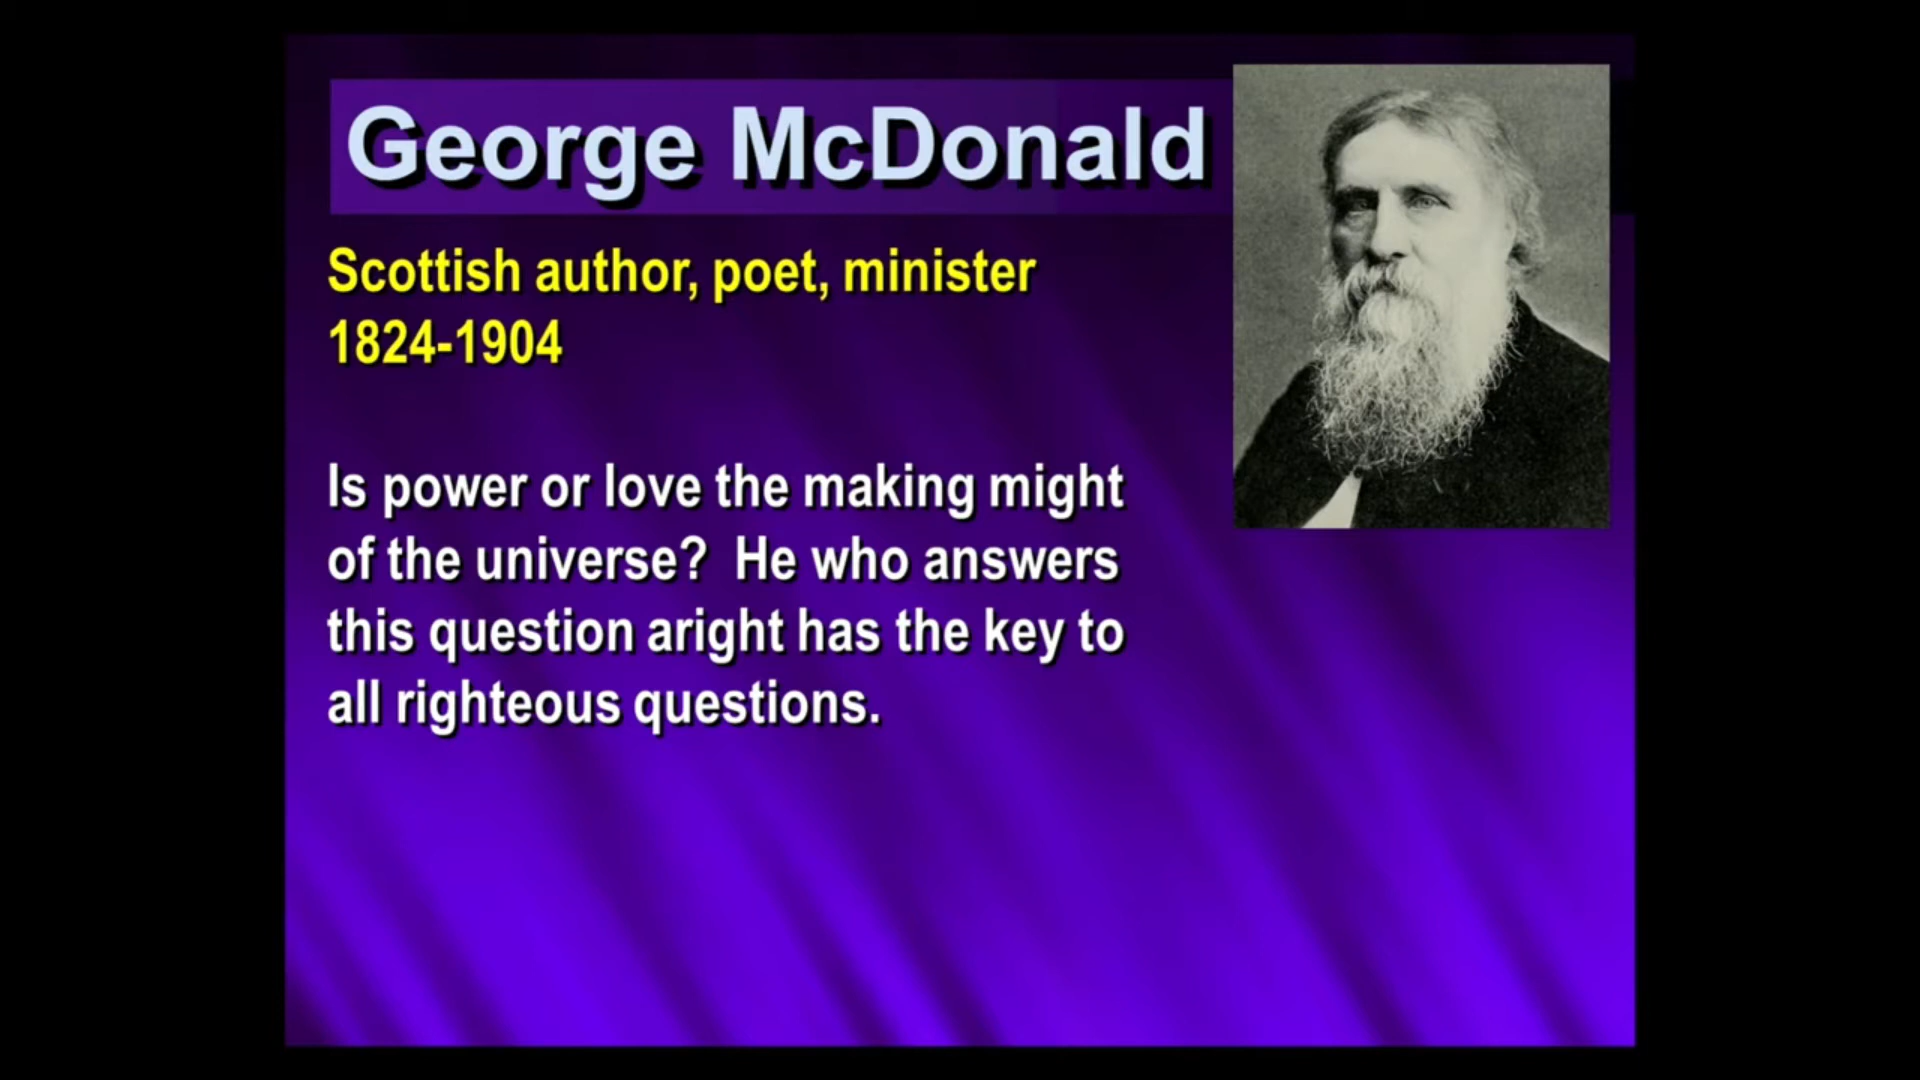 George McDonald
Scottish author, poet, minister
1824-1904
Is power or love the making might
of the universe?  He who answers
this question aright has the key to
all righteous questions.